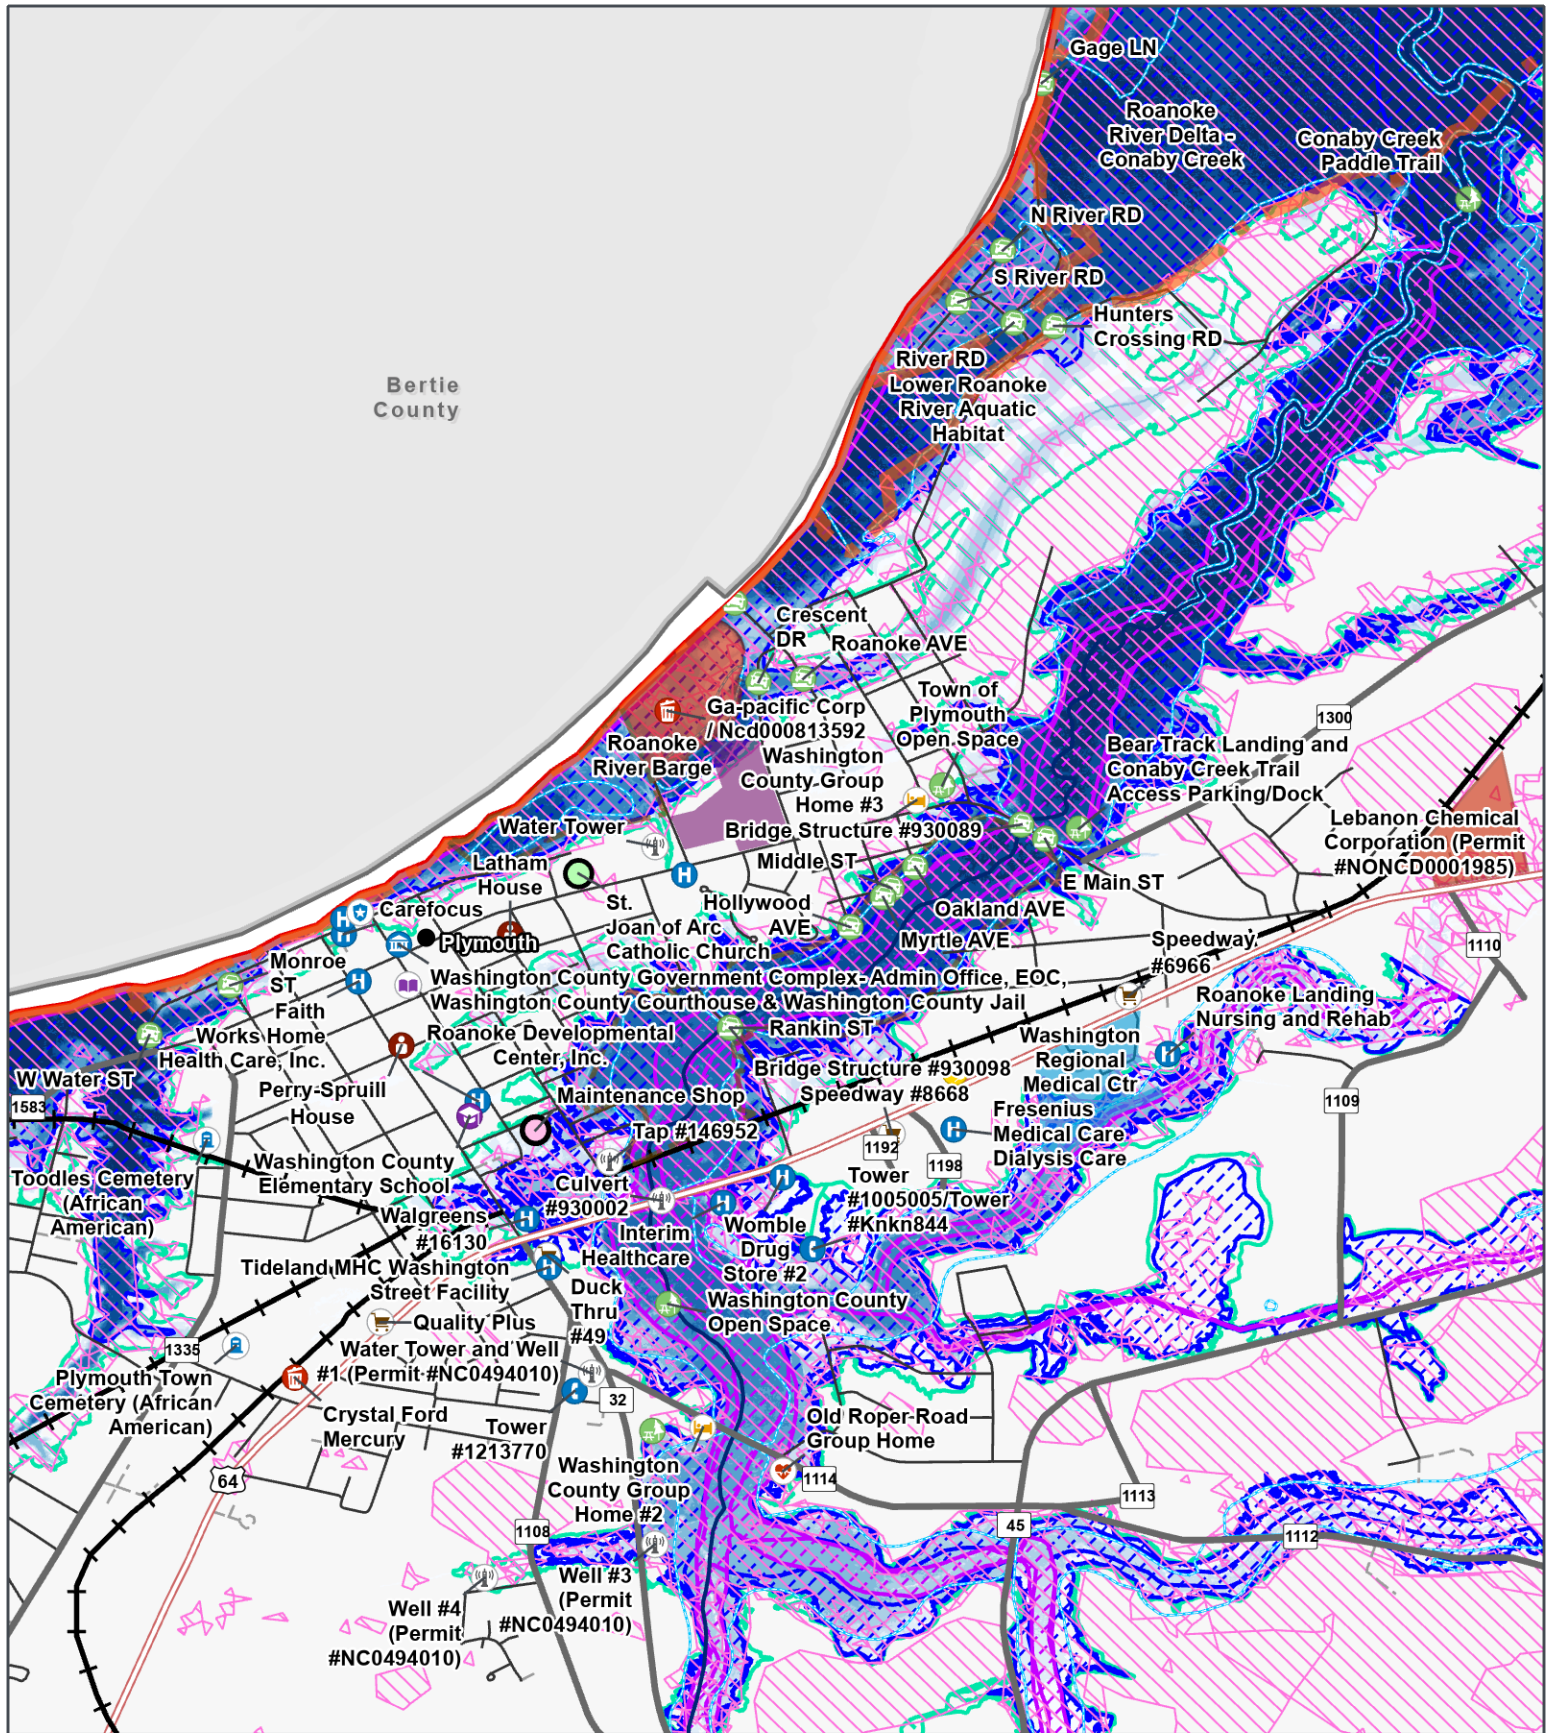 Gage LN
Roanoke
River Delta -
Conaby Creek
Conaby Creek
Paddle Trail
N River RD
S River RD
Hunters
Crossing RD
River RD
Bertie
County
Lower Roanoke
River Aquatic
Habitat
Crescent
DR
Roanoke AVE
Town of
Plymouth
Open Space
Ga-pacific Corp
/ Ncd000813592
1300
Roanoke
River Barge
Washington
County Group
Home #3
Bear Track Landing and
Conaby Creek Trail
Access Parking/Dock
Water Tower
Bridge Structure #930089
Lebanon Chemical
Corporation (Permit
#NONCD0001985)
Latham
House
Middle ST
E Main ST
Carefocus
St.
Joan of Arc
Catholic Church
Hollywood
AVE
Oakland AVE
Plymouth
Myrtle AVE
Speedway
#6966
1110
Monroe
ST
Washington County Government Complex- Admin Office, EOC,
Washington County Courthouse & Washington County Jail
Roanoke Landing
Nursing and Rehab
Faith
Works Home
Health Care, Inc.
Roanoke Developmental
Center, Inc.
Rankin ST
Washington
Regional
Medical Ctr
W Water ST
Bridge Structure #930098
1583
Perry-Spruill
House
Maintenance Shop
Speedway #8668
1109
Fresenius
Medical Care
Dialysis Care
Tap #146952
1192
1198
Toodles Cemetery
(African
American)
Washington County
Elementary School
Culvert
#930002
Tower
#1005005/Tower
#Knkn844
Walgreens
#16130
Interim
Healthcare
Womble
Drug
Store #2
Tideland MHC Washington
Street Facility
Duck
Thru
#49
Washington County
Open Space
Quality Plus
1335
Water Tower and Well
#1 (Permit #NC0494010)
Plymouth Town
Cemetery (African
American)
32
Crystal Ford
Mercury
Tower
#1213770
Old Roper Road
Group Home
64
Washington
County Group
Home #2
1114
1113
1108
45
1112
Well #3
(Permit
#NC0494010)
Well #4
(Permit
#NC0494010)